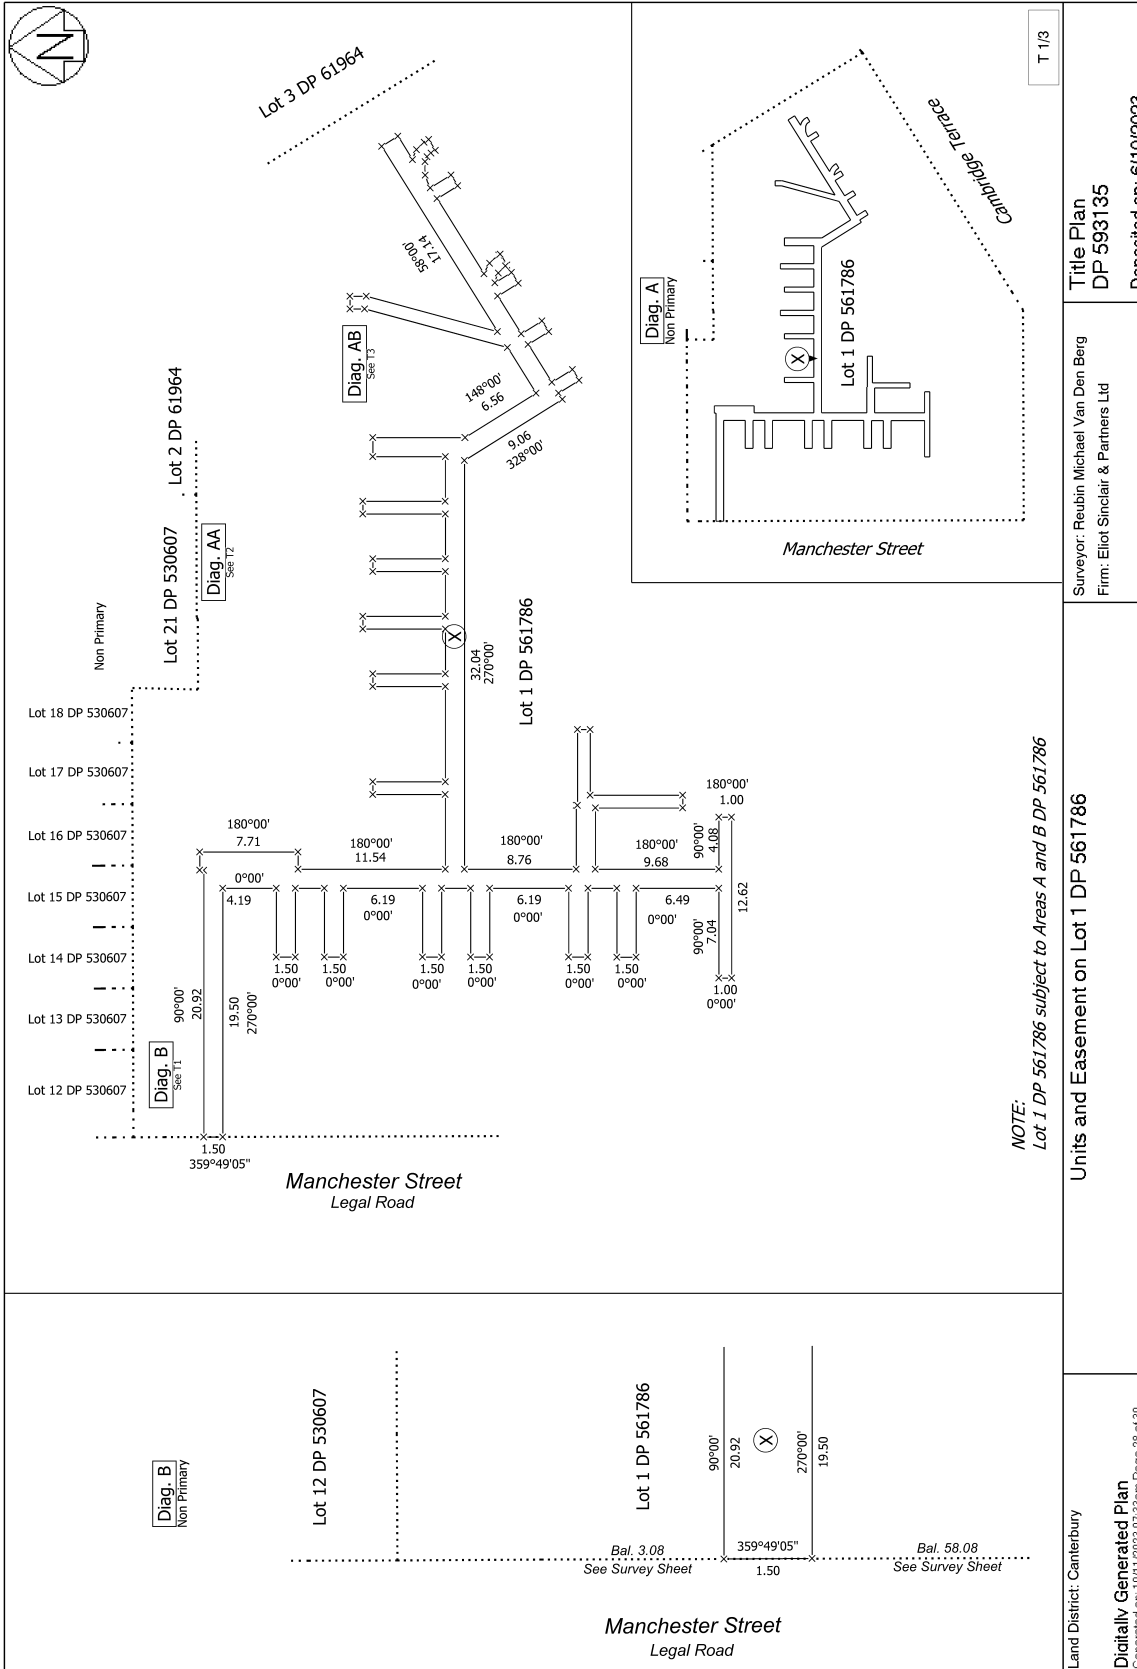 N
Lot 3 DP 61964
T 1/3
Cambridge Terrace
Diag. A
Non Primary
X
Lot 1 DP 561786
Manchester Street
58°00'
17.14
Diag. AB
See T3
148°00'
6.56
9.06
328°00'
Lot 2 DP 61964
Lot 21 DP 530607
Diag. AA
See T2
Non Primary
X
32.04
270°00'
Lot 1 DP 561786
Lot 18 DP 530607
Lot 17 DP 530607
Lot 16 DP 530607
Lot 15 DP 530607
Lot 14 DP 530607
Lot 13 DP 530607
Lot 12 DP 530607
180°00'
7.71
180°00'
11.54
180°00'
8.76
180°00'
9.68
90°00'
4.08
180°00'
1.00
0°00'
4.19
6.19
0°00'
6.19
0°00'
6.49
0°00'
12.62
90°00'
7.04
1.50
0°00'
1.50
0°00'
1.50
0°00'
1.50
0°00'
1.50
0°00'
1.50
0°00'
1.00
0°00'
90°00'
20.92
19.50
270°00'
Diag. B
See T1
1.50
359°49'05"
Manchester Street
Legal Road
NOTE:
Lot 1 DP 561786 subject to Areas A and B DP 561786
Diag. B
Non Primary
Lot 12 DP 530607
Lot 1 DP 561786
90°00'
20.92
X
270°00'
19.50
Bal. 3.08
See Survey Sheet
359°49'05"
1.50
Bal. 58.08
See Survey Sheet
Manchester Street
Legal Road
Title Plan
DP 593135
Deposited on: 6/10/2023
Surveyor: Reubin Michael Van Den Berg
Firm: Eliot Sinclair & Partners Ltd
Units and Easement on Lot 1 DP 561786
Land District: Canterbury
Digitally Generated Plan